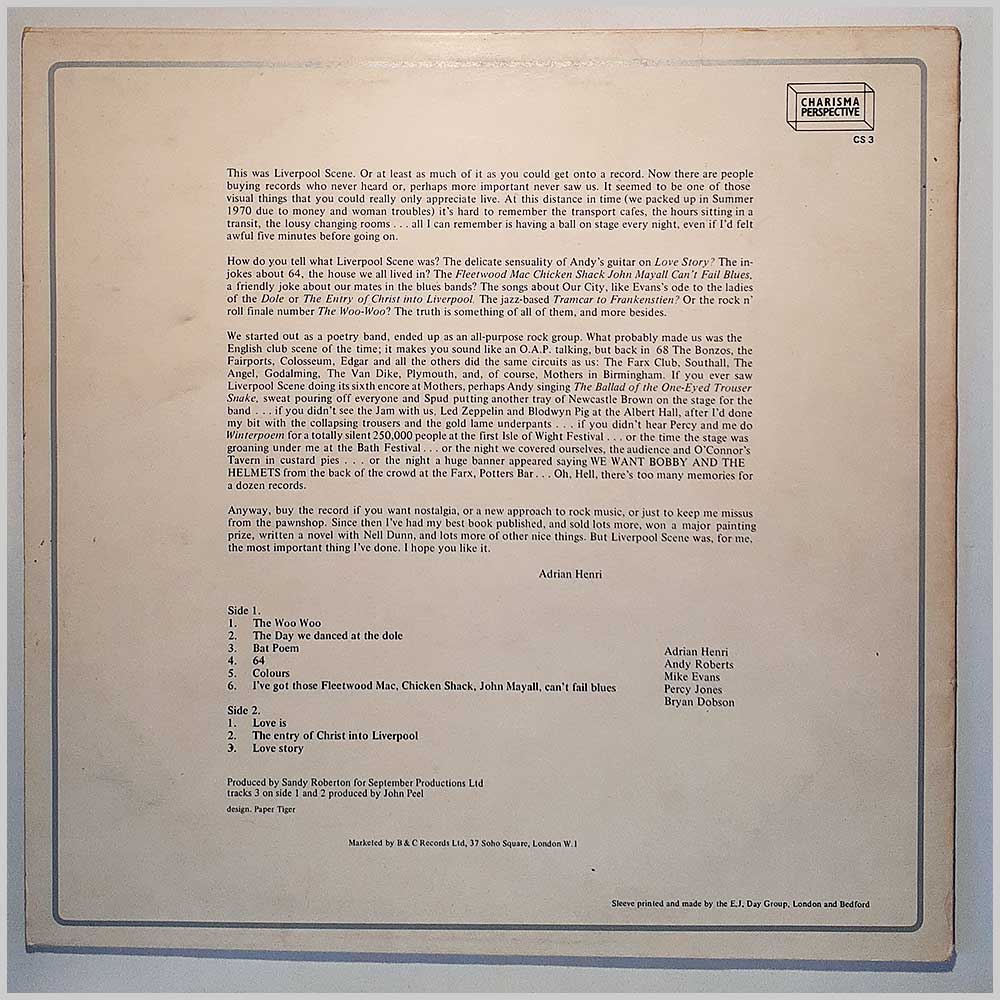 CHARISMA
PERSPECTIVE
CS 3
This was Liverpool Scene. Or at least as much of it as you could get onto a record. Now there are people
buying records who never heard or, perhaps more important never saw us. It seemed to be one of those
visual things that you could really only appreciate live. At this distance in time (we packed up in Summer
1970 due to money and woman troubles) it's hard to remember the transport cafes, the hours sitting in a
transit, the lousy changing rooms . . . all I can remember is having a ball on stage every night, even if I'd felt
awful five minutes before going on.
How do you tell what Liverpool Scene was? The delicate sensuality of Andy's guitar on Love Story? The in-
jokes about 64, the house we all lived in? The Fleetwood Mac Chicken Shack John Mayall Can't Fail Blues,
a friendly joke about our mates in the blues bands? The songs about Our City, like Evans's ode to the ladies
of the Dole or The Entry of Christ into Liverpool. The jazz-based Tramcar to Frankenstien? Or the rock n'
roll finale number The Woo-Woo? The truth is something of all of them, and more besides.
We started out as a poetry band, ended up as an all-purpose rock group. What probably made us was the
English club scene of the time; it makes you sound like an O.A.P. talking, but back in 68 The Bonzos, the
Fairports, Colosseum, Edgar and all the others did the same circuits as us: The Farx Club, Southall, The
Angel, Godalming, The Van Dike, Plymouth, and, of course, Mothers in Birmingham. If you ever saw
Liverpool Scene doing its sixth encore at Mothers, perhaps Andy singing The Ballad of the One-Eyed Trouser
Snake, sweat pouring off everyone and Spud putting another tray of Newcastle Brown on the stage for the
band . . . if you didn't see the Jam with us, Led Zeppelin and Blodwyn Pig at the Albert Hall, after I'd done
my bit with the collapsing trousers and the gold lame underpants . . . if you didn't hear Percy and me do
Winterpoem for a totally silent 250,000 people at the first Isle of Wight Festival . . . or the time the stage was
groaning under me at the Bath Festival . . . or the night we covered ourselves, the audience and O'Connor's
Tavern in custard pies . . . or the night a huge banner appeared saying WE WANT BOBBY AND THE
HELMETS from the back of the crowd at the Farx, Potters Bar . . . Oh, Hell, there's too many memories for
a dozen records.
Anyway, buy the record if you want nostalgia, or a new approach to rock music, or just to keep me missus
from the pawnshop. Since then I've had my best book published, and sold lots more, won a major painting
prize, written a novel with Nell Dunn, and lots more of other nice things. But Liverpool Scene was, for me,
the most important thing I've done. I hope you like it.
Adrian Henri
Side 1.
1. The Woo Woo
2. The Day we danced at the dole
3. Bat Poem
4. 64
5. Colours
6. I've got those Fleetwood Mac, Chicken Shack, John Mayall, can't fail blues
Side 2.
1. Love is
2. The entry of Christ into Liverpool
3. Love story
Adrian Henri
Andy Roberts
Mike Evans
Percy Jones
Bryan Dobson
Produced by Sandy Roberton for September Productions Ltd
tracks 3 on side 1 and 2 produced by John Peel
design. Paper Tiger
Marketed by B & C Records Ltd, 37 Soho Square, London W.1
Sleeve printed and made by the E.J. Day Group, London and Bedford